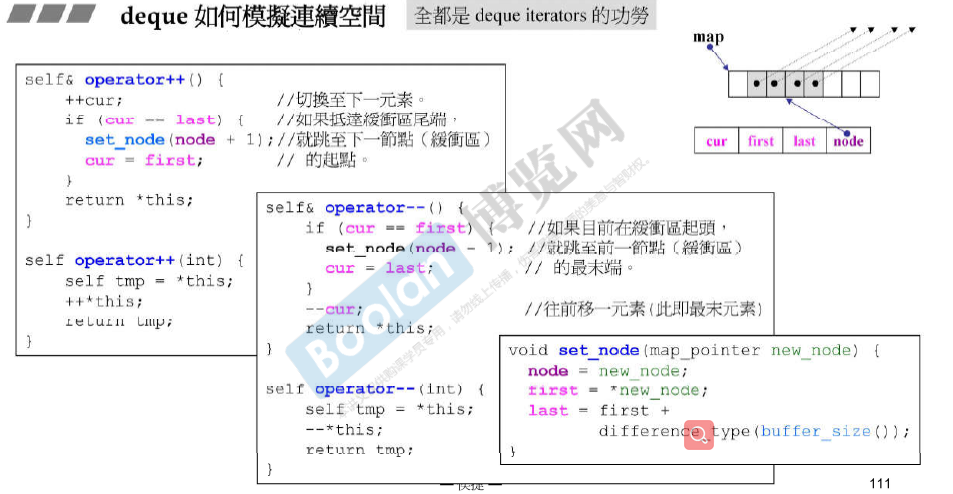 deque 如何模擬連續空間
全都是 deque iterators 的功勞
map
cur first last node
self& operator++() {
++cur; //切換至下一元素。
if (cur == last) { //如果抵達緩衝區尾端，
set_node(node + 1);//就跳至下一節點（緩衝區）
cur = first; // 的起點。
}
return *this;
}
self operator++(int) {
self tmp = *this;
++*this;
return tmp;
}
self& operator--() {
if (cur == first) { //如果目前在緩衝區起頭，
set_node(node - 1); //就跳至前一節點（緩衝區）
cur = last; // 的最末端。
}
--cur; //往前移一元素(此即最末元素)
return *this;
}
self operator--(int) {
self tmp = *this;
--*this;
return tmp;
}
void set_node(map_pointer new_node) {
node = new_node;
first = *new_node;
last = first +
difference_type(buffer_size());
}
Boolan 博览网
— 侯捷 —
111